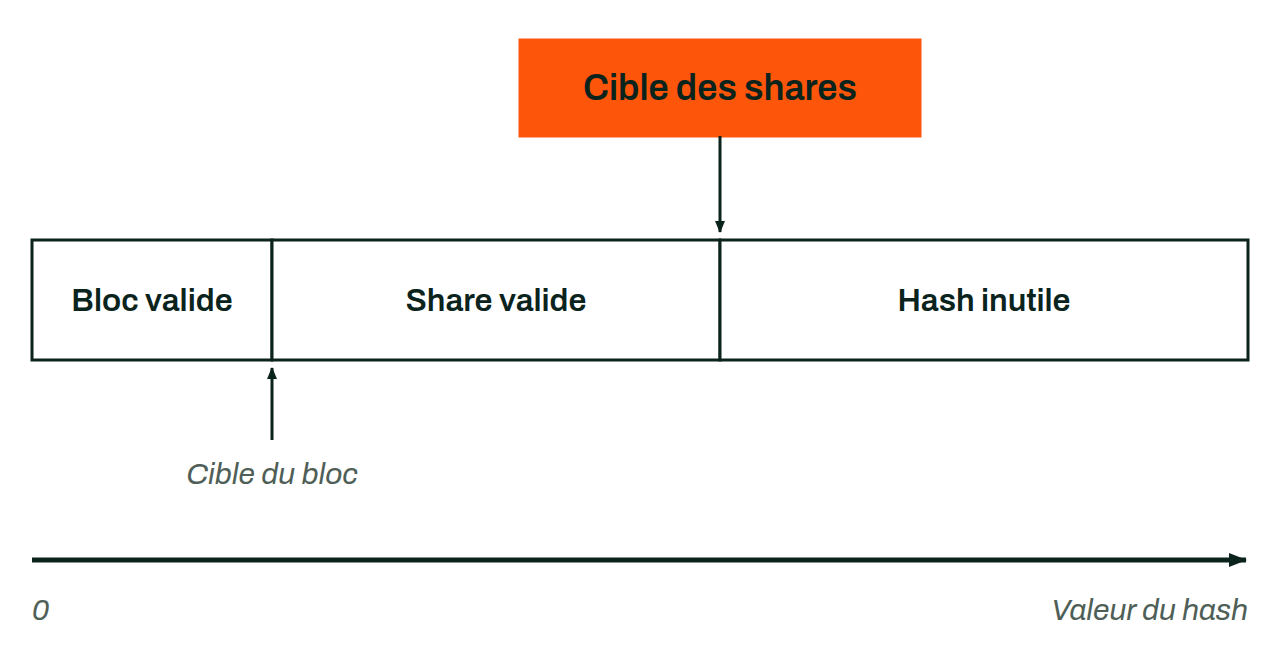 Cible des shares
Bloc valide
Share valide
Hash inutile
Cible du bloc
0
Valeur du hash